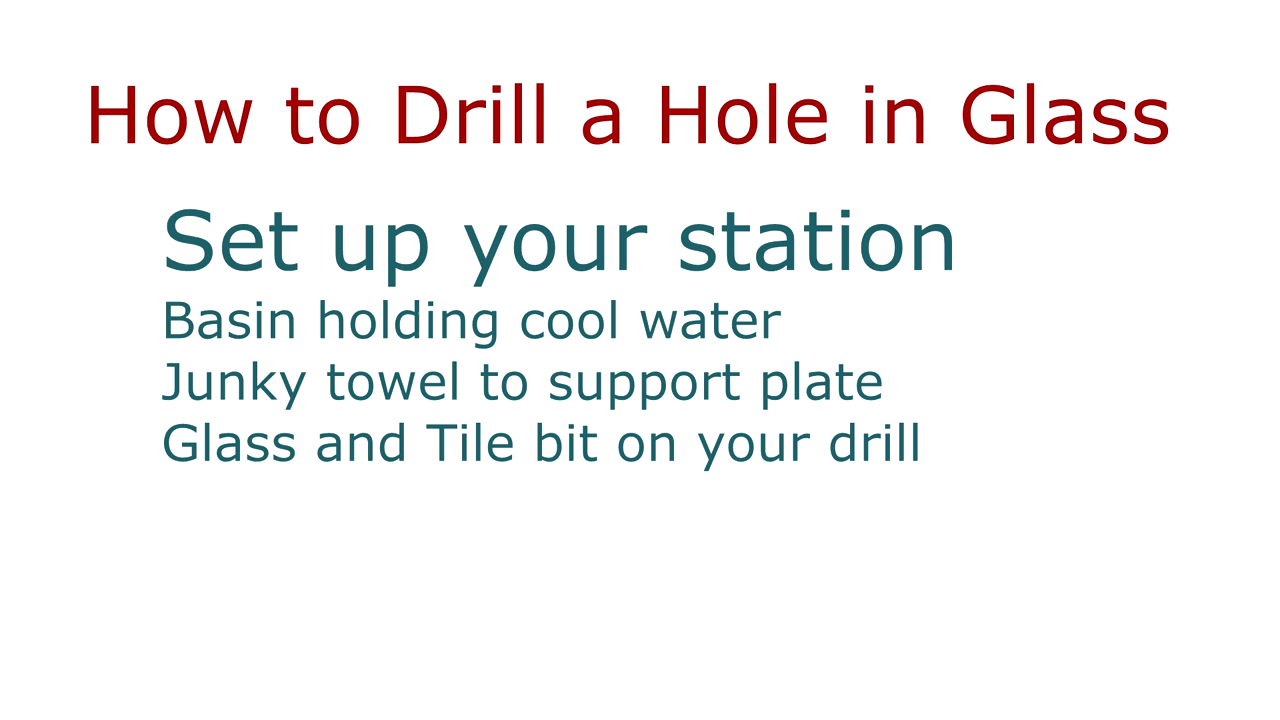 How to Drill a Hole in Glass
Set up your station
Basin holding cool water
Junky towel to support plate
Glass and Tile bit on your drill